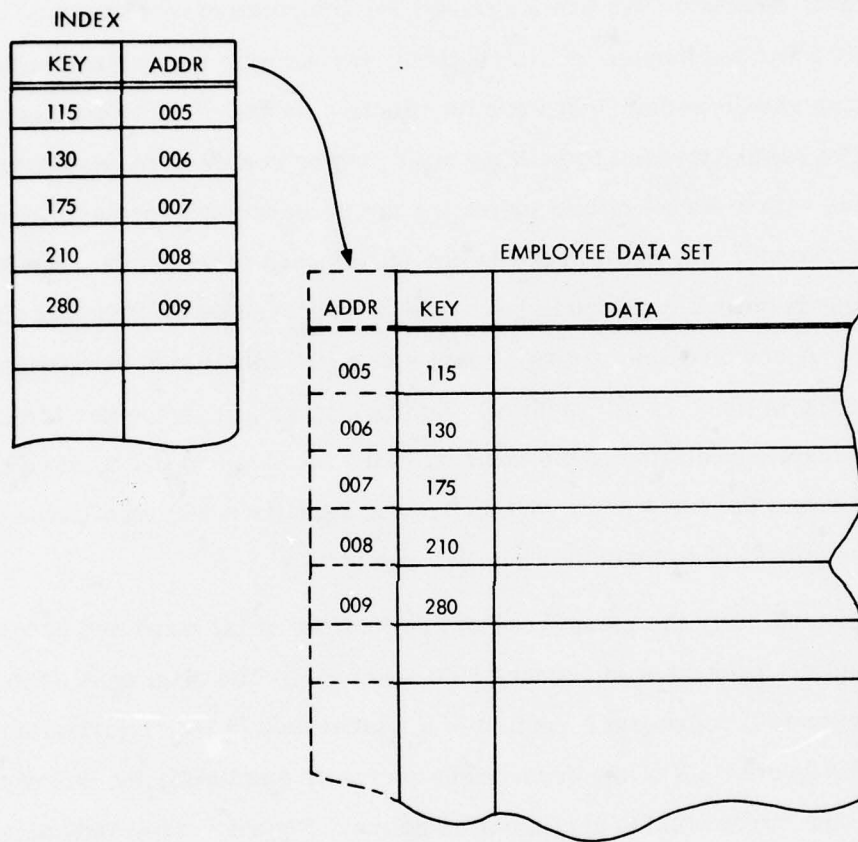 INDEX
KEY ADDR
115 005
130 006
175 007
210 008
280 009
EMPLOYEE DATA SET
ADDR KEY DATA
005 115
006 130
007 175
008 210
009 280